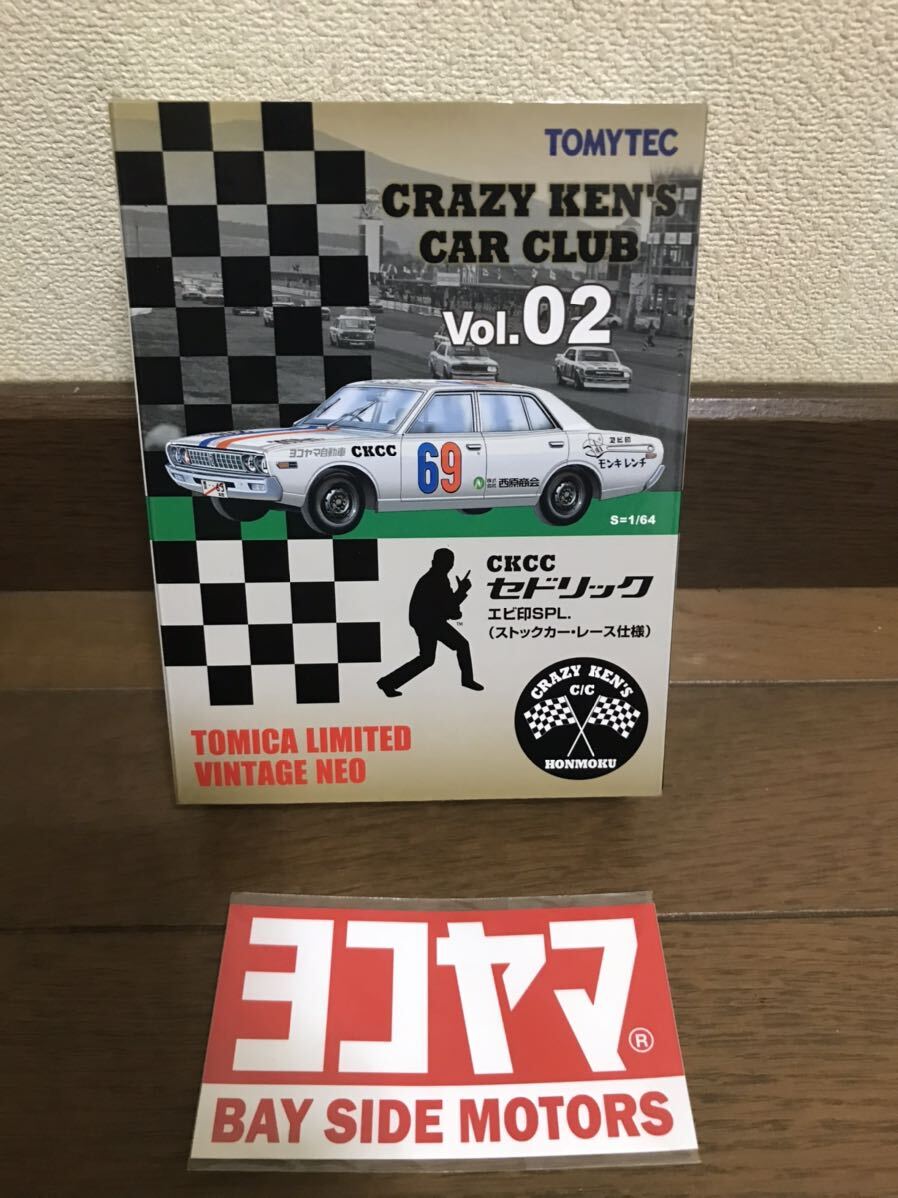 TOMYTEC
CRAZY KEN'S
CAR CLUB
Vol.02
ヨコヤマ自動車
CKCC
69
西原商会
エビ印
モンキレンチ
69
S=1/64
CKCC
セドリック
エビ印SPL.
(ストックカー・レース仕様)
TM
CRAZY KEN'S
C/C
HONMOKU
TOMICA LIMITED
VINTAGE NEO
ヨコヤマ®
BAY SIDE MOTORS